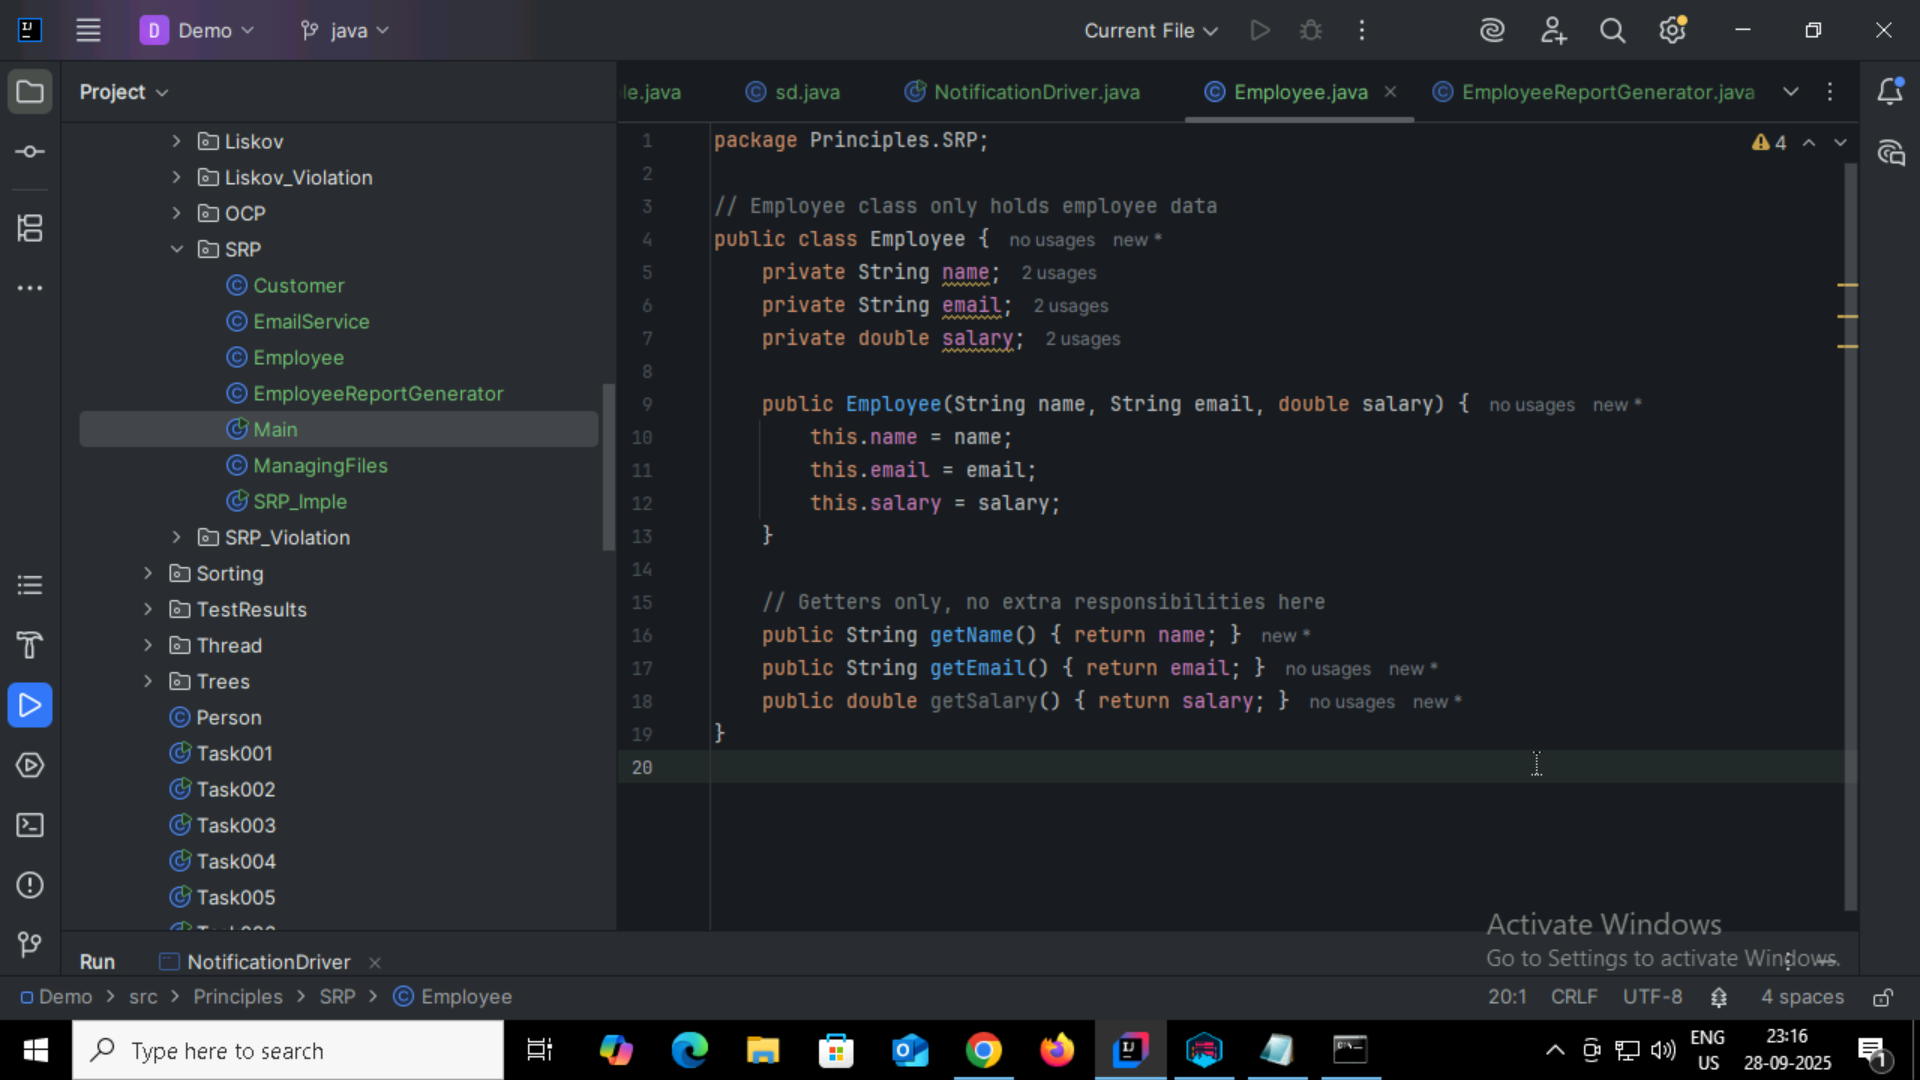 D Demo java Current File
Project
le.java sd.java NotificationDriver.java Employee.java EmployeeReportGenerator.java
Liskov
Liskov_Violation
OCP
SRP
Customer
EmailService
Employee
EmployeeReportGenerator
Main
ManagingFiles
SRP_Imple
SRP_Violation
Sorting
TestResults
Thread
Trees
Person
Task001
Task002
Task003
Task004
Task005
4
1 package Principles.SRP;
2
3 // Employee class only holds employee data
4 public class Employee { no usages new *
5 private String name; 2 usages
6 private String email; 2 usages
7 private double salary; 2 usages
8
9 public Employee(String name, String email, double salary) { no usages new *
10 this.name = name;
11 this.email = email;
12 this.salary = salary;
13 }
14
15 // Getters only, no extra responsibilities here
16 public String getName() { return name; } new *
17 public String getEmail() { return email; } no usages new *
18 public double getSalary() { return salary; } no usages new *
19 }
20
Activate Windows
Go to Settings to activate Windows.
Run NotificationDriver
Demo > src > Principles > SRP > Employee 20:1 CRLF UTF-8 4 spaces
Type here to search
ENG
US
23:16
28-09-2025
1